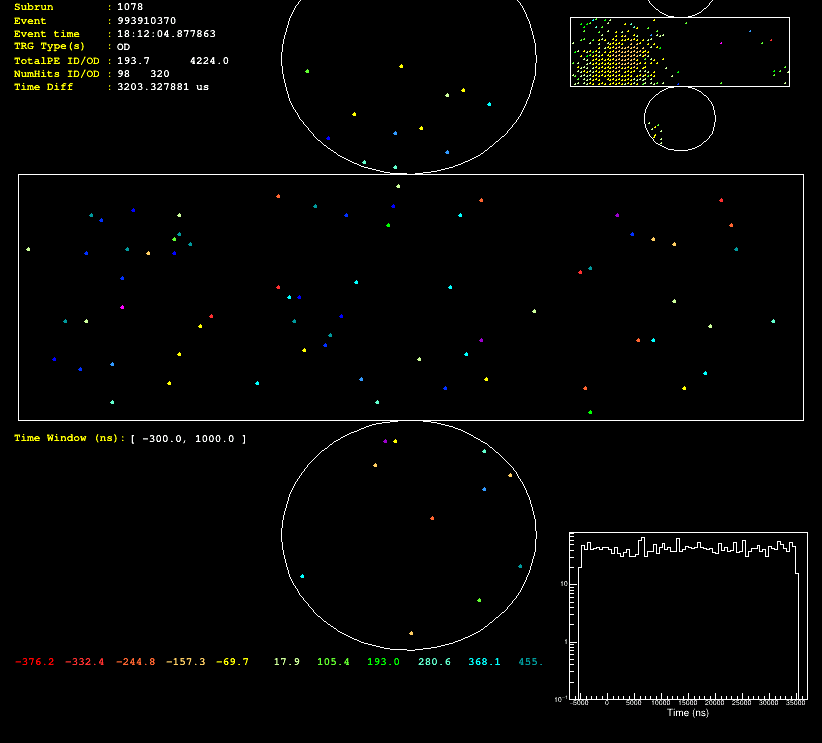 Subrun : 1078
Event : 993910370
Event time : 18:12:04.877863
TRG Type(s) : OD
TotalPE ID/OD : 193.7 4224.0
NumHits ID/OD : 98 320
Time Diff : 3203.327881 us
Time Window (ns): [ -300.0, 1000.0 ]
10
1
10⁻¹
-5000 0 5000 10000 15000 20000 25000 30000 35000
Time (ns)
-376.2 -332.4 -244.8 -157.3 -69.7 17.9 105.4 193.0 280.6 368.1 455.